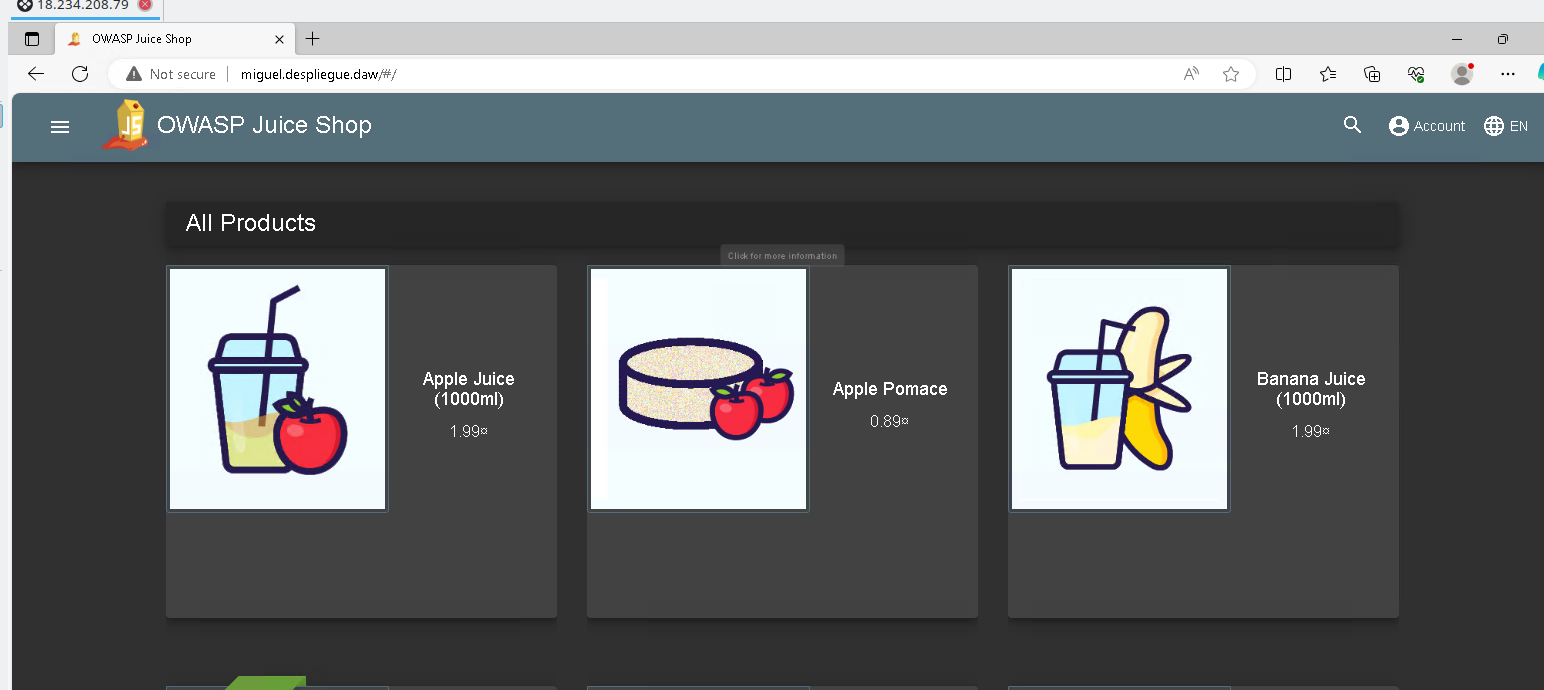 18.234.208.79
OWASP Juice Shop
Not secure
miguel.despliegue.daw/#/
JS
OWASP Juice Shop
Account
EN
All Products
Click for more information
Apple Juice
(1000ml)
1.99¤
Apple Pomace
0.89¤
Banana Juice
(1000ml)
1.99¤